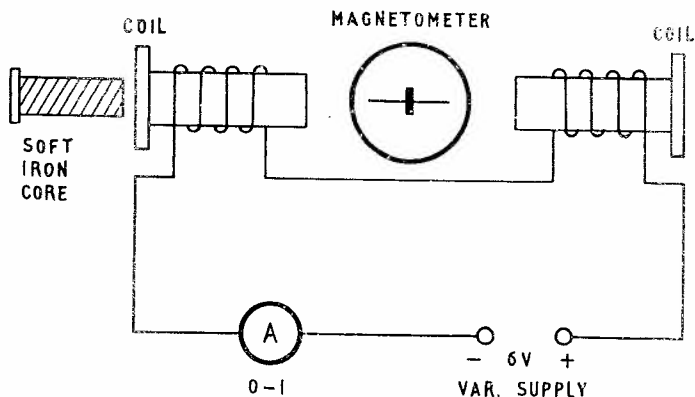 COIL
MAGNETOMETER
COIL
SOFT
IRON
CORE
A
0-1
- 6V +
VAR. SUPPLY